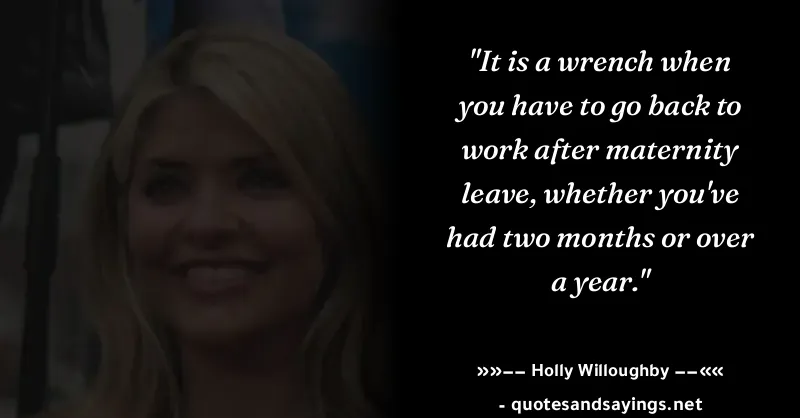 "It is a wrench when
you have to go back to
work after maternity
leave, whether you've
had two months or over
a year."
»»−− Holly Willoughby −−««
- quotesandsayings.net